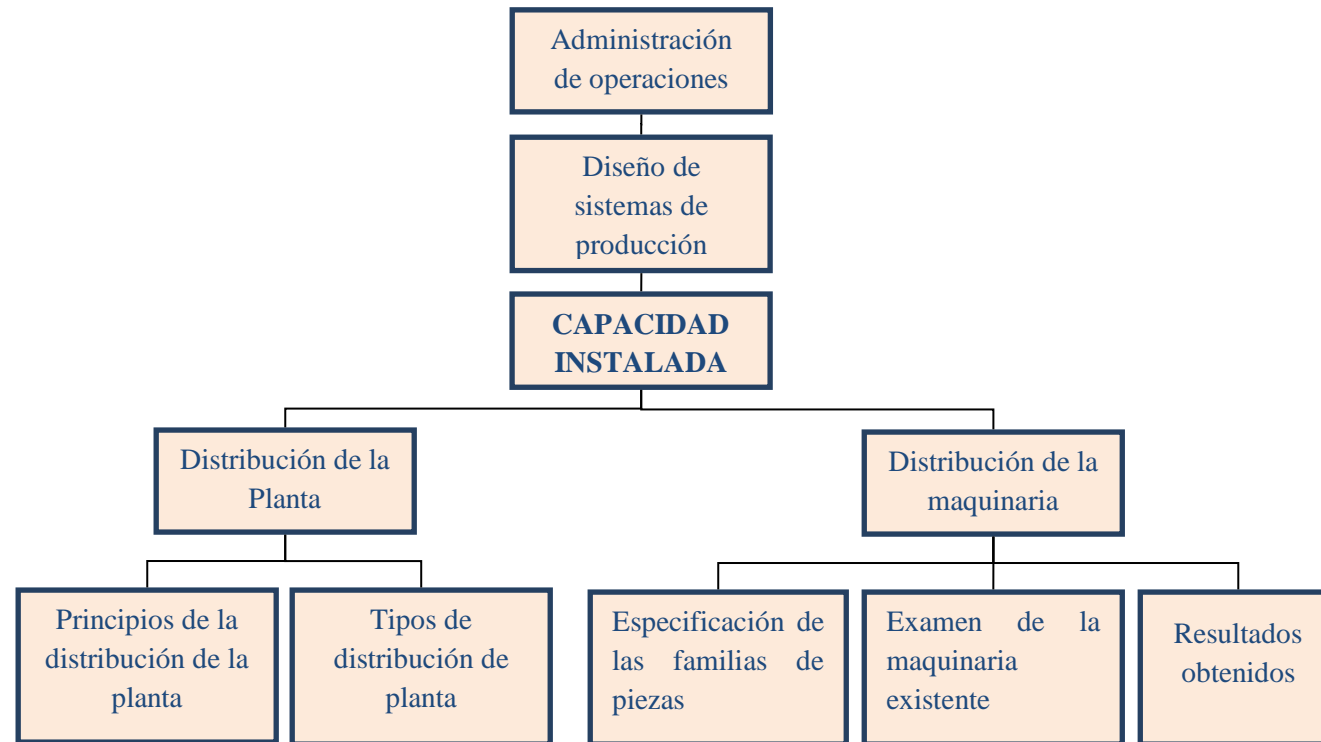 Administración
de operaciones
Diseño de
sistemas de
producción
CAPACIDAD
INSTALADA
Distribución de la
Planta
Distribución de la
maquinaria
Principios de la
distribución de la
planta
Tipos de
distribución de
planta
Especificación de
las familias de
piezas
Examen de la
maquinaria
existente
Resultados
obtenidos